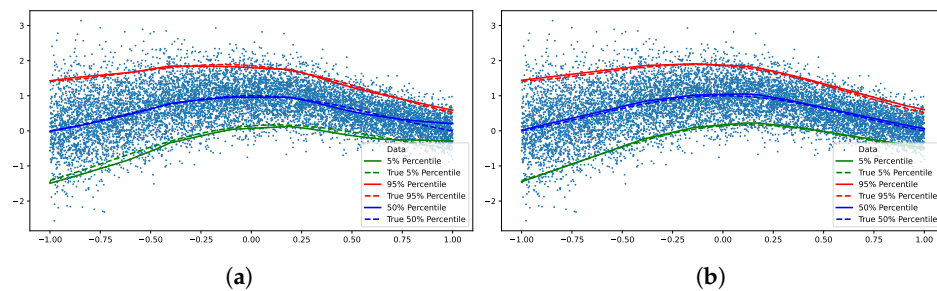 3
2
1
0
−1
−2
Data
5% Percentile
True 5% Percentile
95% Percentile
True 95% Percentile
50% Percentile
True 50% Percentile
−1.00 −0.75 −0.50 −0.25 0.00 0.25 0.50 0.75 1.00
(a)
3
2
1
0
−1
−2
Data
5% Percentile
True 5% Percentile
95% Percentile
True 95% Percentile
50% Percentile
True 50% Percentile
−1.00 −0.75 −0.50 −0.25 0.00 0.25 0.50 0.75 1.00
(b)